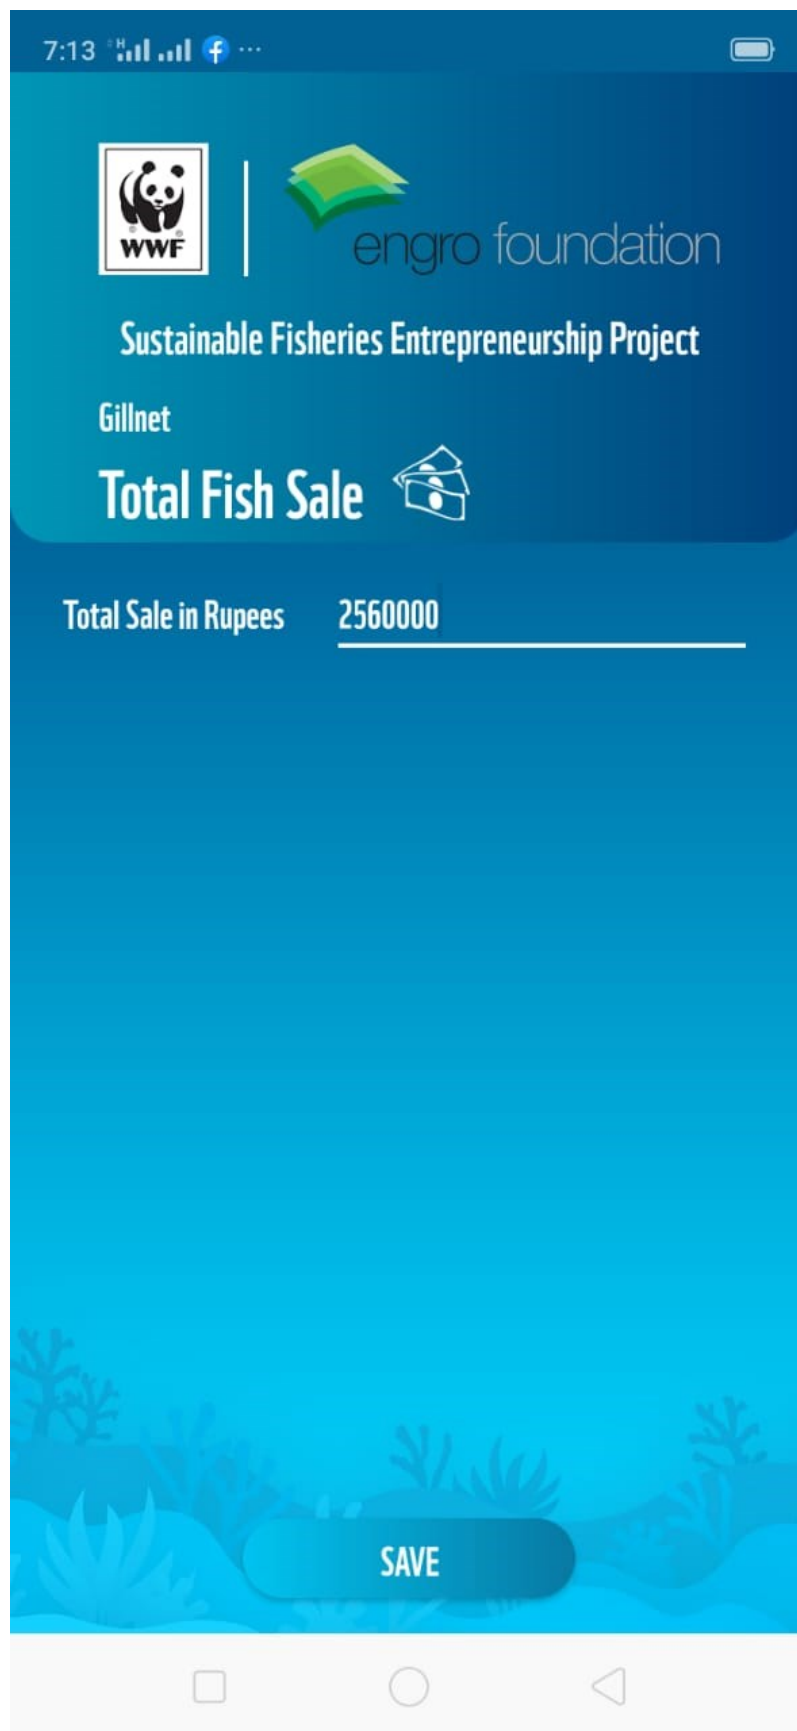 7:13
WWF
engro foundation
Sustainable Fisheries Entrepreneurship Project
Gillnet
Total Fish Sale
Total Sale in Rupees 2560000
SAVE